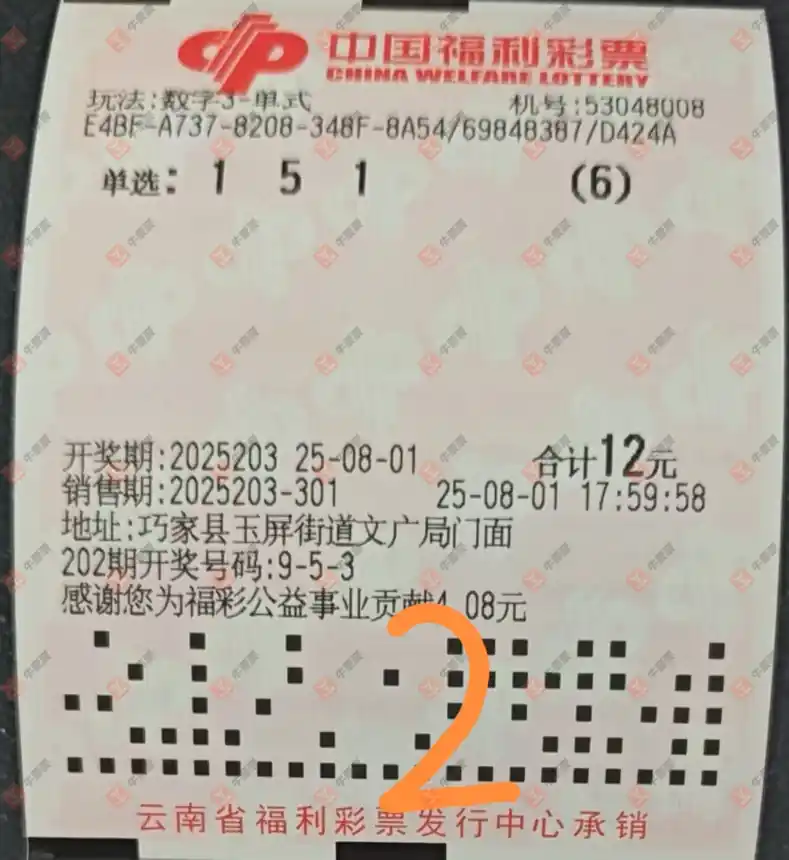 中国福利彩票
CHINA WELFARE LOTTERY
玩法:数字3-单式 机号:53048008
E4BF-A737-8208-348F-8A54/69848387/D424A
单选: 1 5 1 (6)
开奖期:2025203 25-08-01 合计12元
销售期:2025203-301 25-08-01 17:59:58
地址:巧家县玉屏街道文广局门面
202期开奖号码:9-5-3
感谢您为福彩公益事业贡献4.08元
2
云南省福利彩票发行中心承销